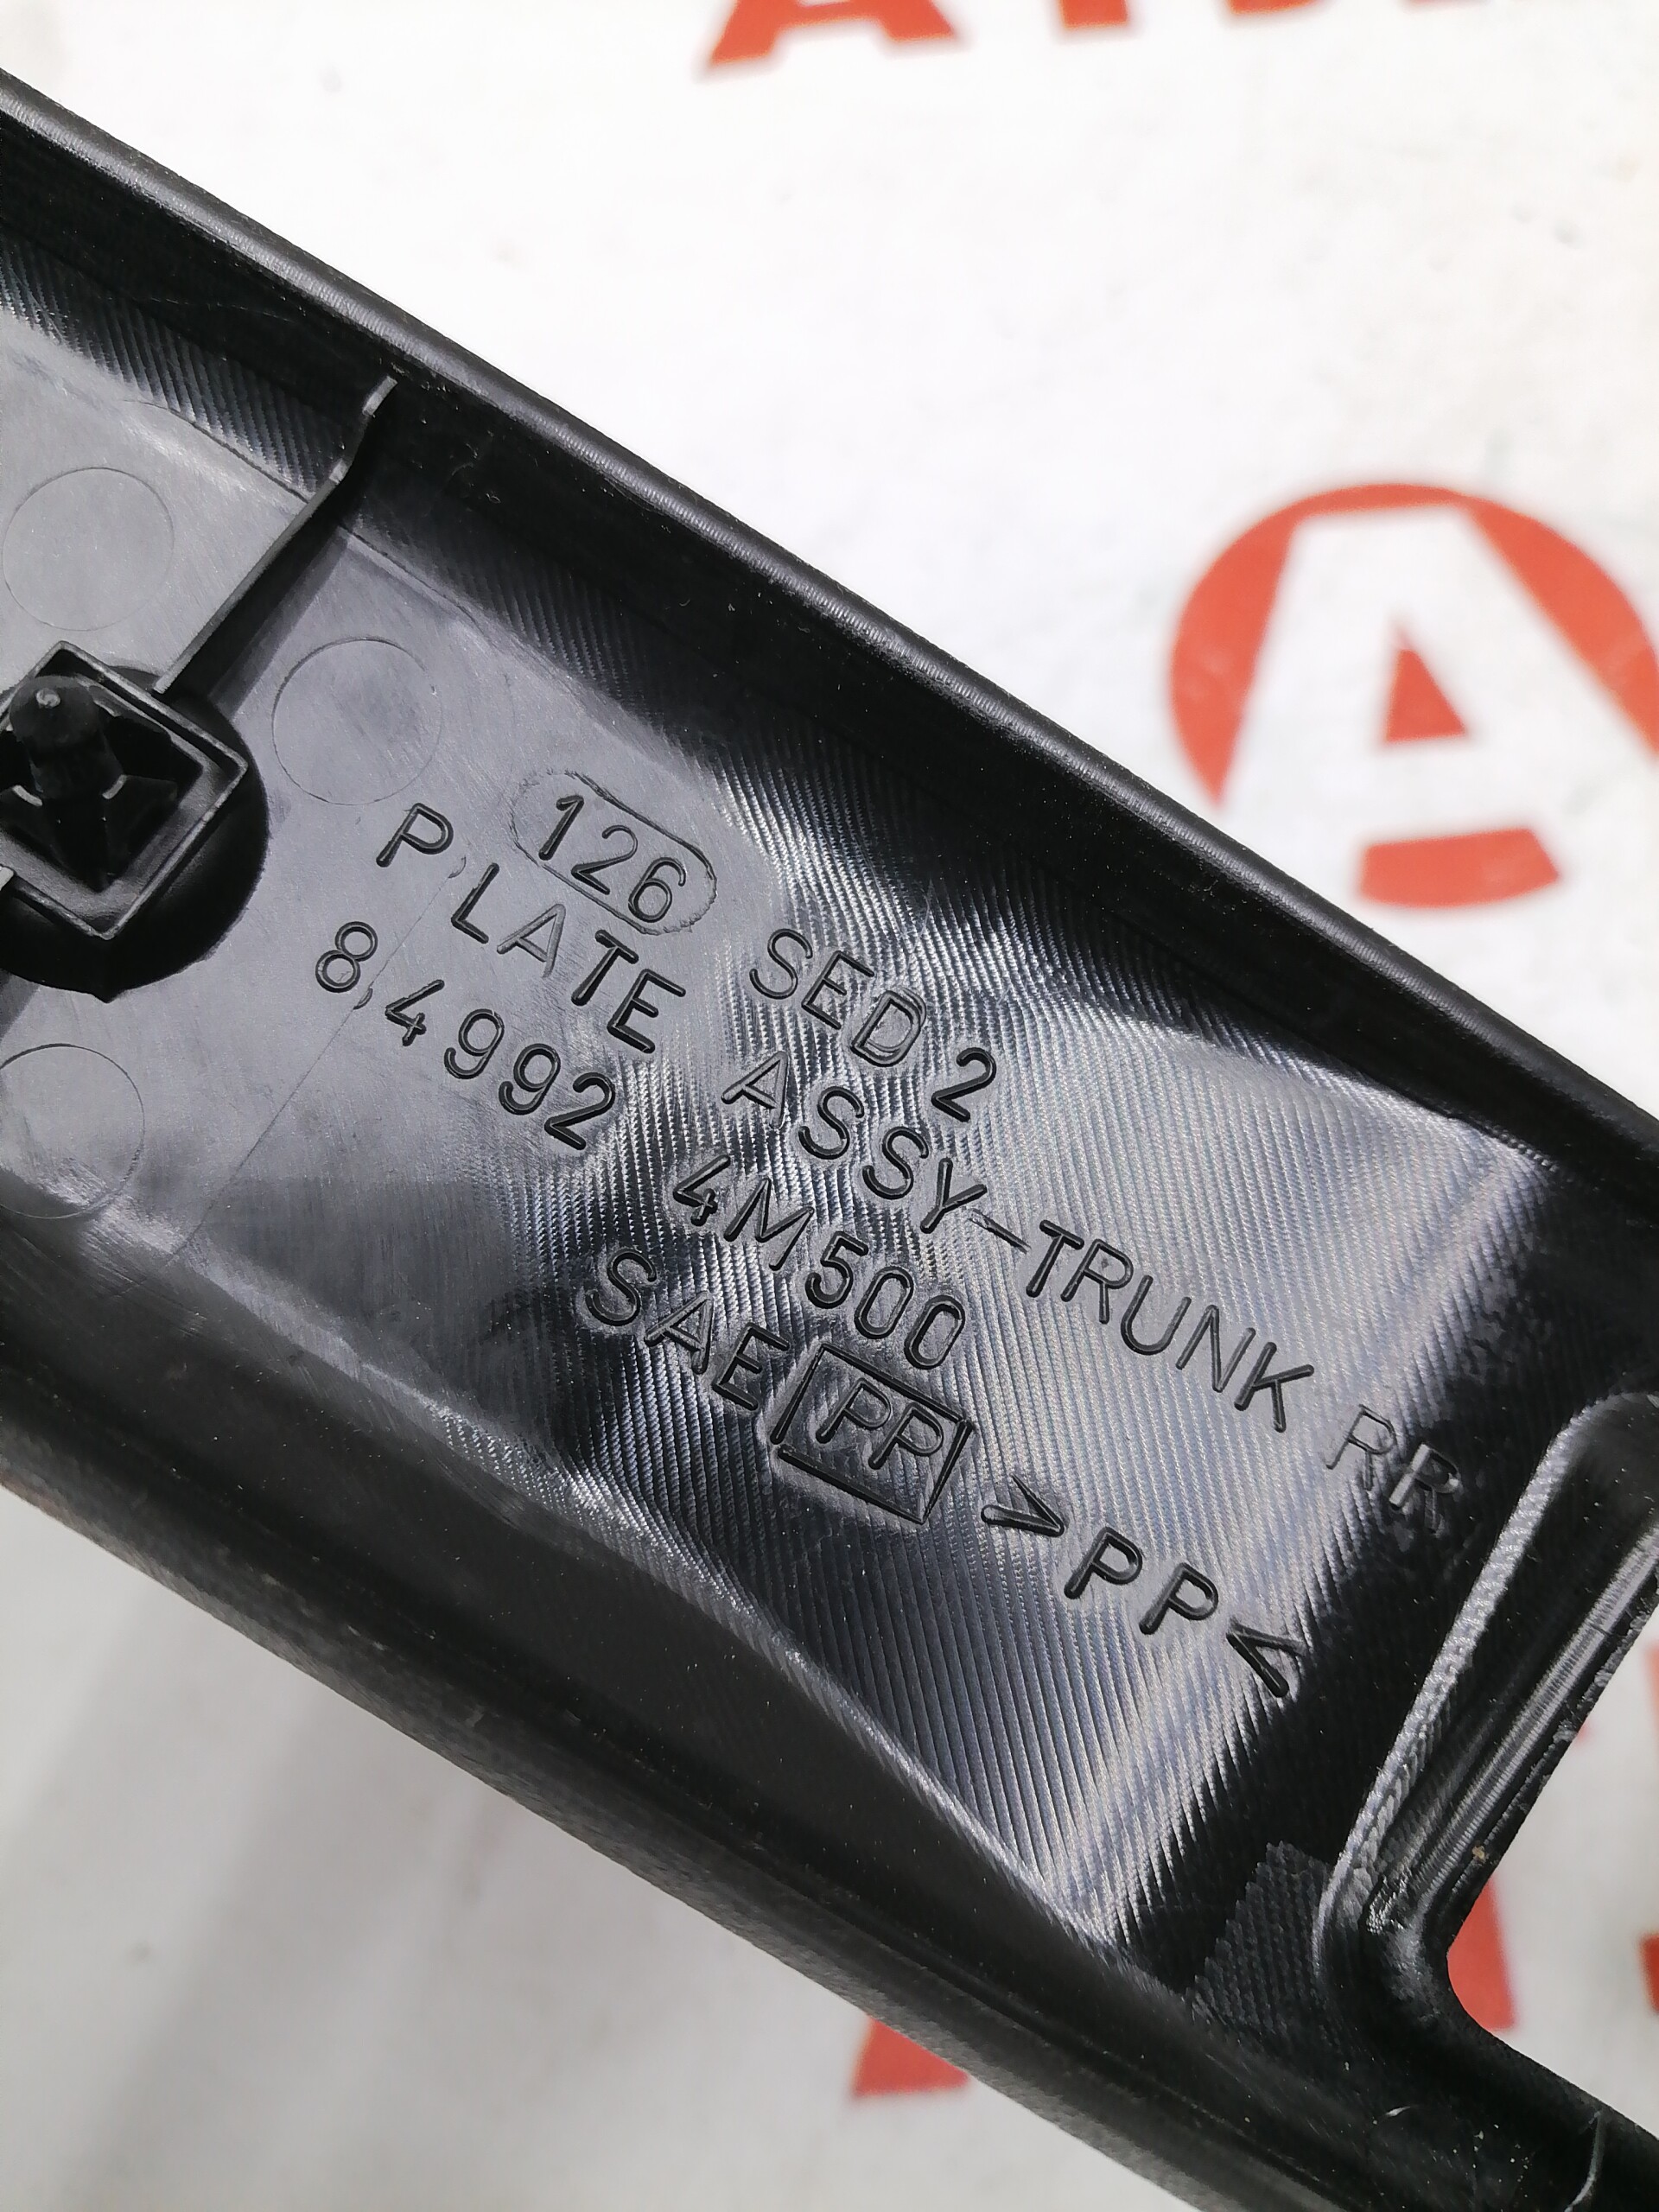 126 SED 2
PLATE ASSY-TRUNK RR
84992 4M500
SAE PP >PP<
A